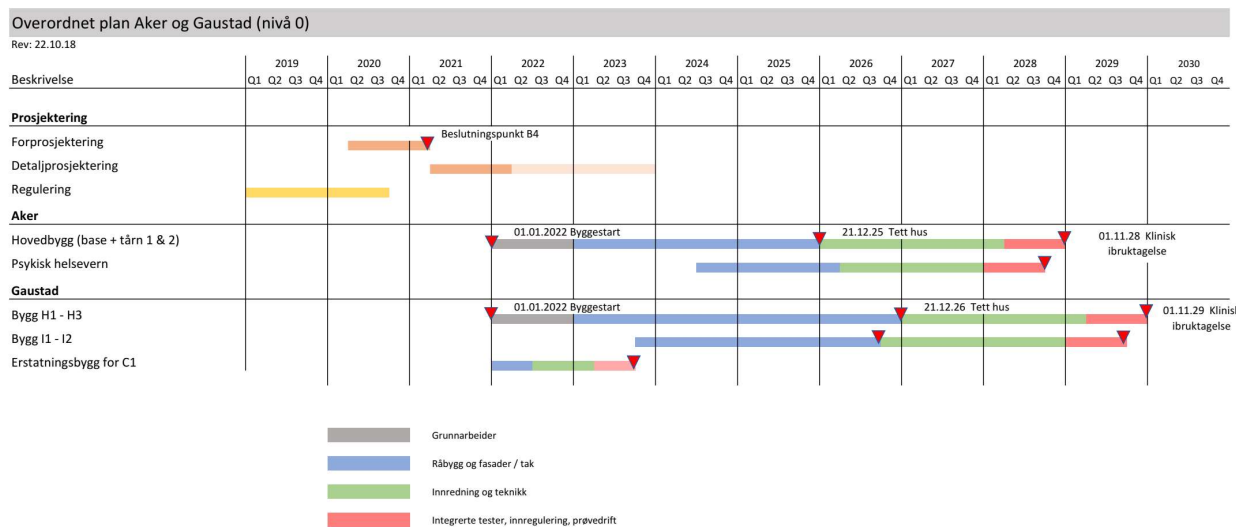 Overordnet plan Aker og Gaustad (nivå 0)
Rev: 22.10.18
2019 2020 2021 2022 2023 2024 2025 2026 2027 2028 2029 2030
Beskrivelse Q1 Q2 Q3 Q4 Q1 Q2 Q3 Q4 Q1 Q2 Q3 Q4 Q1 Q2 Q3 Q4 Q1 Q2 Q3 Q4 Q1 Q2 Q3 Q4 Q1 Q2 Q3 Q4 Q1 Q2 Q3 Q4 Q1 Q2 Q3 Q4 Q1 Q2 Q3 Q4 Q1 Q2 Q3 Q4 Q1 Q2 Q3 Q4
Prosjektering
Forprosjektering Beslutningspunkt B4
Detaljprosjektering
Regulering
Aker
Hovedbygg (base + tårn 1 & 2) 01.01.2022 Byggestart 21.12.25 Tett hus 01.11.28 Klinisk
ibruktagelse
Psykisk helsevern
Gaustad
Bygg H1 - H3 01.01.2022 Byggestart 21.12.26 Tett hus 01.11.29 Klinisk
ibruktagelse
Bygg I1 - I2
Erstatningsbygg for C1
Grunnarbeider
Råbygg og fasader / tak
Innredning og teknikk
Integrerte tester, innregulering, prøvedrift